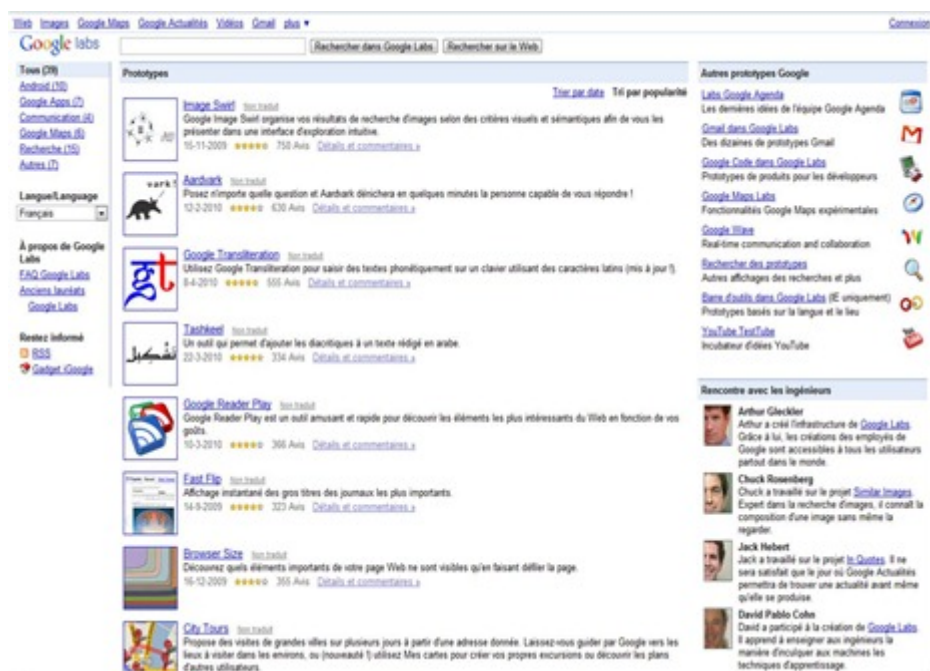 Web Images Google Maps Google Actualités Vidéos Gmail plus ▼
Connexion
Google labs
Rechercher dans Google Labs Rechercher sur le Web
Tous (39)
Android (10)
Google Apps (7)
Communication (4)
Google Maps (6)
Recherche (15)
Autres (7)
Langue/Language
Français
À propos de Google
Labs
FAQ Google Labs
Anciens lauréats
Google Labs
Restez informé
RSS
Gadget iGoogle
Prototypes
Trier par date Tri par popularité
Image Swirl Non traduit
Google Image Swirl organise vos résultats de recherche d'images selon des critères visuels et sémantiques afin de vous les
présenter dans une interface d'exploration intuitive.
15-11-2009 750 Avis Détails et commentaires »
vark!
Aardvark Non traduit
Posez n'importe quelle question et Aardvark dénichera en quelques minutes la personne capable de vous répondre !
12-2-2010 630 Avis Détails et commentaires »
gt
Google Transliteration Non traduit
Utilisez Google Transliteration pour saisir des textes phonétiquement sur un clavier utilisant des caractères latins (mis à jour !).
8-4-2010 555 Avis Détails et commentaires »
تشكيل
Tashkeel Non traduit
Un outil qui permet d'ajouter les diacritiques à un texte rédigé en arabe.
22-3-2010 334 Avis Détails et commentaires »
Google Reader Play Non traduit
Google Reader Play est un outil amusant et rapide pour découvrir les éléments les plus intéressants du Web en fonction de vos
goûts.
10-3-2010 366 Avis Détails et commentaires »
Fast Flip Non traduit
Affichage instantané des gros titres des journaux les plus importants.
14-9-2009 323 Avis Détails et commentaires »
Browser Size Non traduit
Découvrez quels éléments importants de votre page Web ne sont visibles qu'en faisant défiler la page.
16-12-2009 355 Avis Détails et commentaires »
City Tours Non traduit
Propose des visites de grandes villes sur plusieurs jours à partir d'une adresse donnée. Laissez-vous guider par Google vers les
lieux à visiter dans les environs, ou (nouveauté !) utilisez Mes cartes pour créer vos propres excursions ou découvrir les plans
d'autres utilisateurs.
Autres prototypes Google
Labs Google Agenda
Les dernières idées de l'équipe Google Agenda
Gmail dans Google Labs
Des dizaines de prototypes Gmail
Google Code dans Google Labs
Prototypes de produits pour les développeurs
Google Maps Labs
Fonctionnalités Google Maps expérimentales
Google Wave
Real-time communication and collaboration
Rechercher des prototypes
Autres affichages des recherches et plus
Barre d'outils dans Google Labs (IE uniquement)
Prototypes basés sur la langue et le lieu
YouTube TestTube
Incubateur d'idées YouTube
Rencontre avec les ingénieurs
Arthur Gleckler
Arthur a créé l'infrastructure de Google Labs.
Grâce à lui, les créations des employés de
Google sont accessibles à tous les utilisateurs
partout dans le monde.
Chuck Rosenberg
Chuck a travaillé sur le projet Similar Images.
Expert dans la recherche d'images, il connaît la
composition d'une image sans même la
regarder.
Jack Hebert
Jack a travaillé sur le projet In Quotes. Il ne
sera satisfait que le jour où Google Actualités
permettra de trouver une actualité avant même
qu'elle se produise.
David Pablo Cohn
David a participé à la création de Google Labs.
Il apprend à enseigner aux ingénieurs la
manière d'inculquer aux machines les
techniques d'apprentissage.